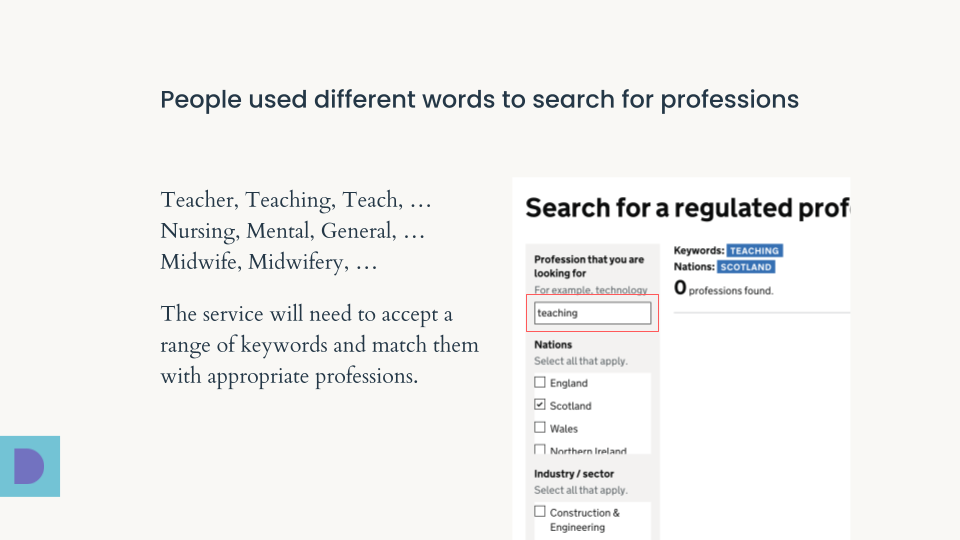 People used different words to search for professions
Teacher, Teaching, Teach, …
Nursing, Mental, General, …
Midwife, Midwifery, …
The service will need to accept a
range of keywords and match them
with appropriate professions.
Search for a regulated prof
Profession that you are
looking for
For example, technology
teaching
Nations
Select all that apply.
England
Scotland
Wales
Northern Ireland
Industry / sector
Select all that apply.
Construction &
Engineering
Keywords: TEACHING
Nations: SCOTLAND
0 professions found.
D